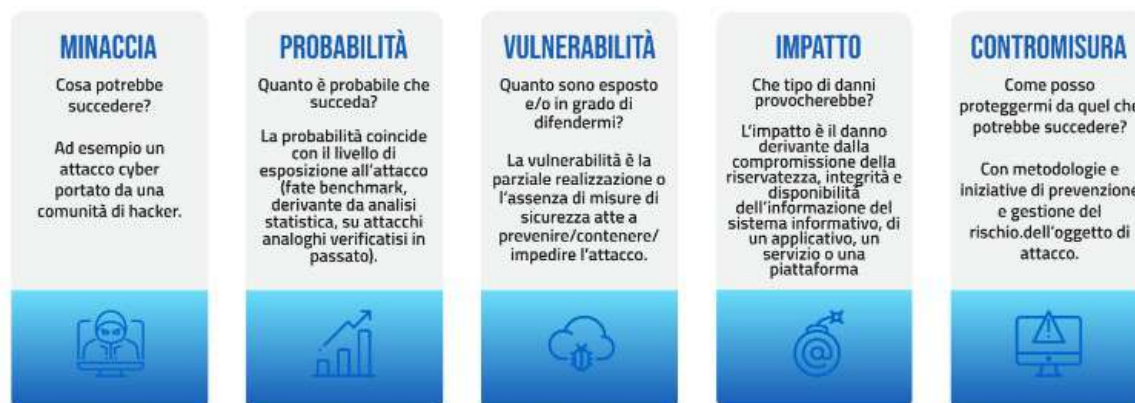 MINACCIA
Cosa potrebbe
succedere?
Ad esempio un
attacco cyber
portato da una
comunità di hacker.
PROBABILITÀ
Quanto è probabile che
succeda?
La probabilità coincide
con il livello di
esposizione all'attacco
(fate benchmark,
derivante da analisi
statistica, su attacchi
analoghi verificatisi in
passato).
VULNERABILITÀ
Quanto sono esposto
e/o in grado di
difendermi?
La vulnerabilità è la
parziale realizzazione o
l'assenza di misure di
sicurezza atte a
prevenire/contenere/
impedire l'attacco.
IMPATTO
Che tipo di danni
provocherebbe?
L'impatto è il danno
derivante dalla
compromissione della
riservatezza, integrità e
disponibilità
dell'informazione del
sistema informativo, di
un applicativo, un
servizio o una
piattaforma
CONTROMISURA
Come posso
proteggermi da quel che
potrebbe succedere?
Con metodologie e
iniziative di prevenzione
e gestione del
rischio.dell'oggetto di
attacco.
@